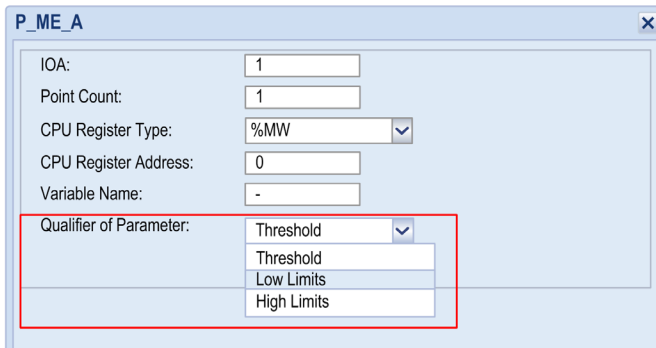 P_ME_A
IOA: 1
Point Count: 1
CPU Register Type: %MW
CPU Register Address: 0
Variable Name: -
Qualifier of Parameter: Threshold
Threshold
Low Limits
High Limits